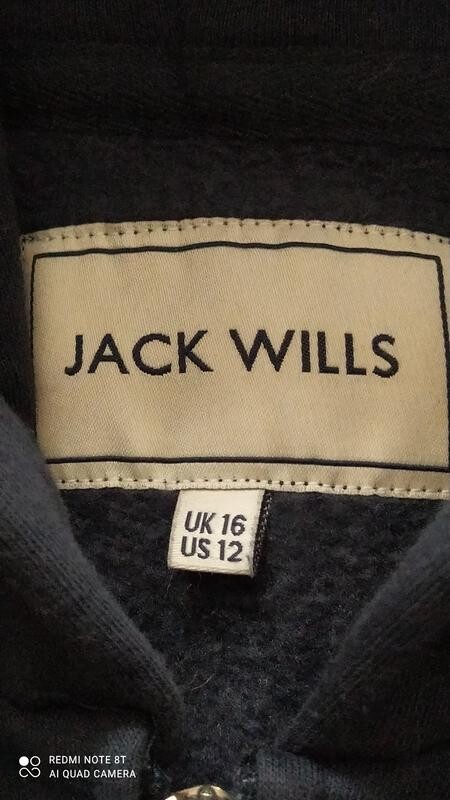 JACK WILLS
UK 16
US 12
REDMI NOTE 8T
AI QUAD CAMERA